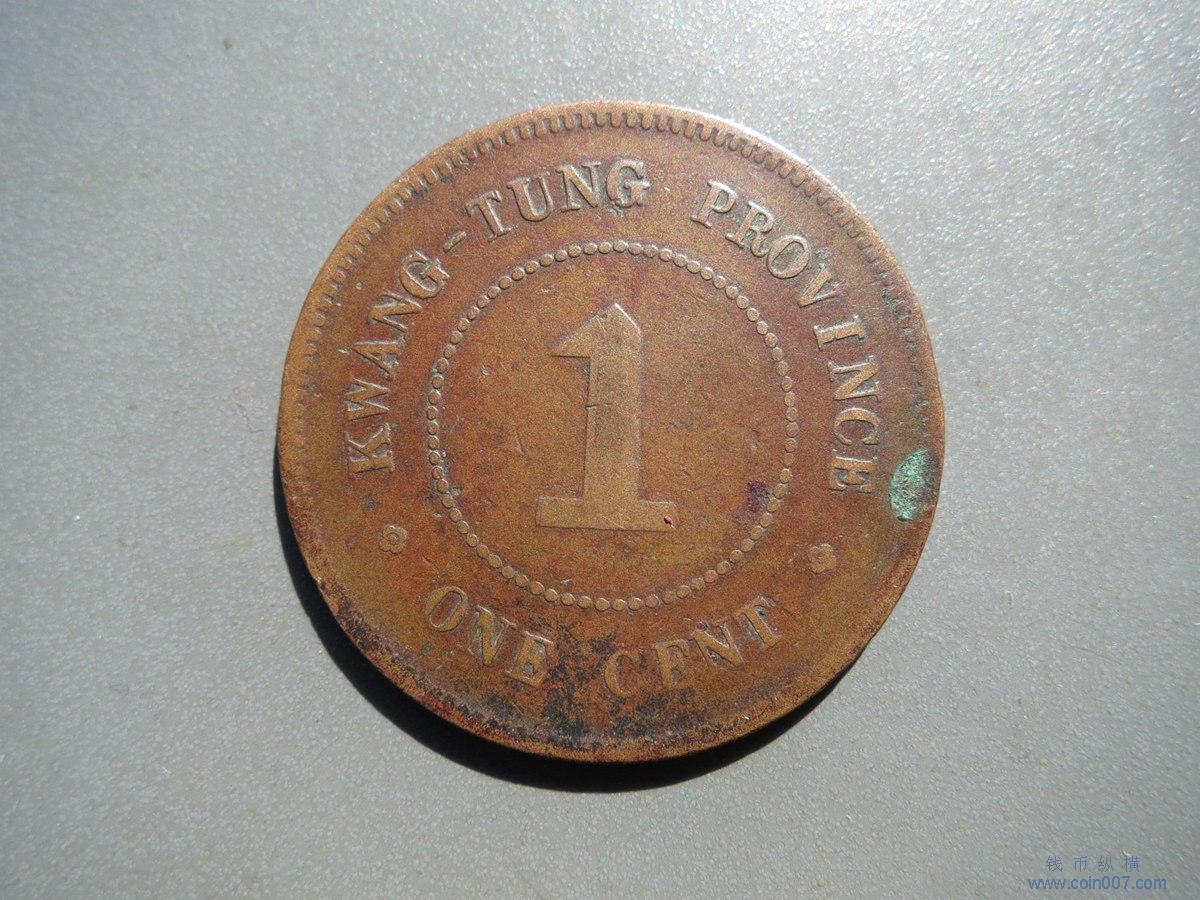 KWANG-TUNG PROVINCE
1
ONE CENT
钱币纵横
www.coin007.com